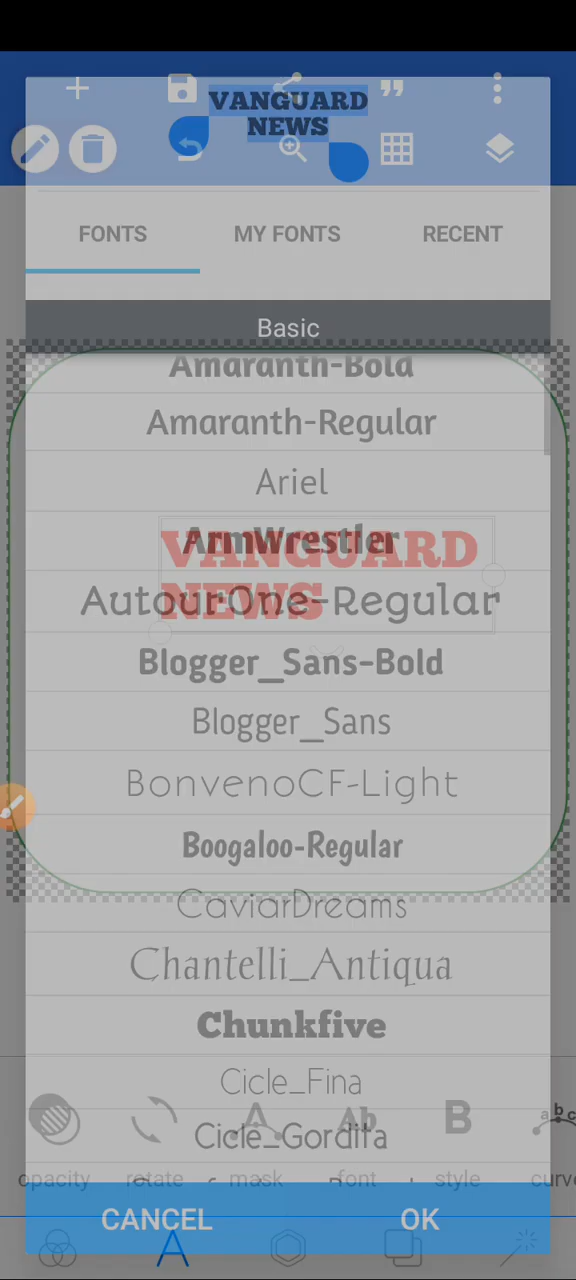 VANGUARD
NEWS
FONTS
MY FONTS
RECENT
Basic
Amaranth-Bold
Amaranth-Regular
Ariel
ArmWrestler
VANGUARD
NEWS
AutourOne-Regular
Blogger_Sans-Bold
Blogger_Sans
BonvenoCF-Light
Boogaloo-Regular
CaviarDreams
Chantelli_Antiqua
Chunkfive
Cicle_Fina
Cicle_Gordita
opacity
rotate
mask
font
style
curve
CANCEL
OK